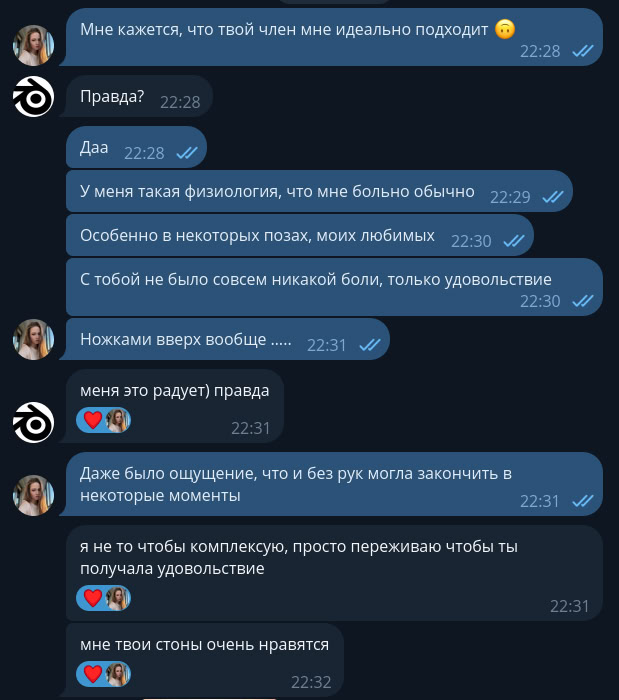 Мне кажется, что твой член мне идеально подходит 🙃
22:28
Правда? 22:28
Даа 22:28
У меня такая физиология, что мне больно обычно 22:29
Особенно в некоторых позах, моих любимых 22:30
С тобой не было совсем никакой боли, только удовольствие
22:30
Ножками вверх вообще ..... 22:31
меня это радует) правда
22:31
Даже было ощущение, что и без рук могла закончить в
некоторые моменты 22:31
я не то чтобы комплексую, просто переживаю чтобы ты
получала удовольствие
22:31
мне твои стоны очень нравятся
22:32